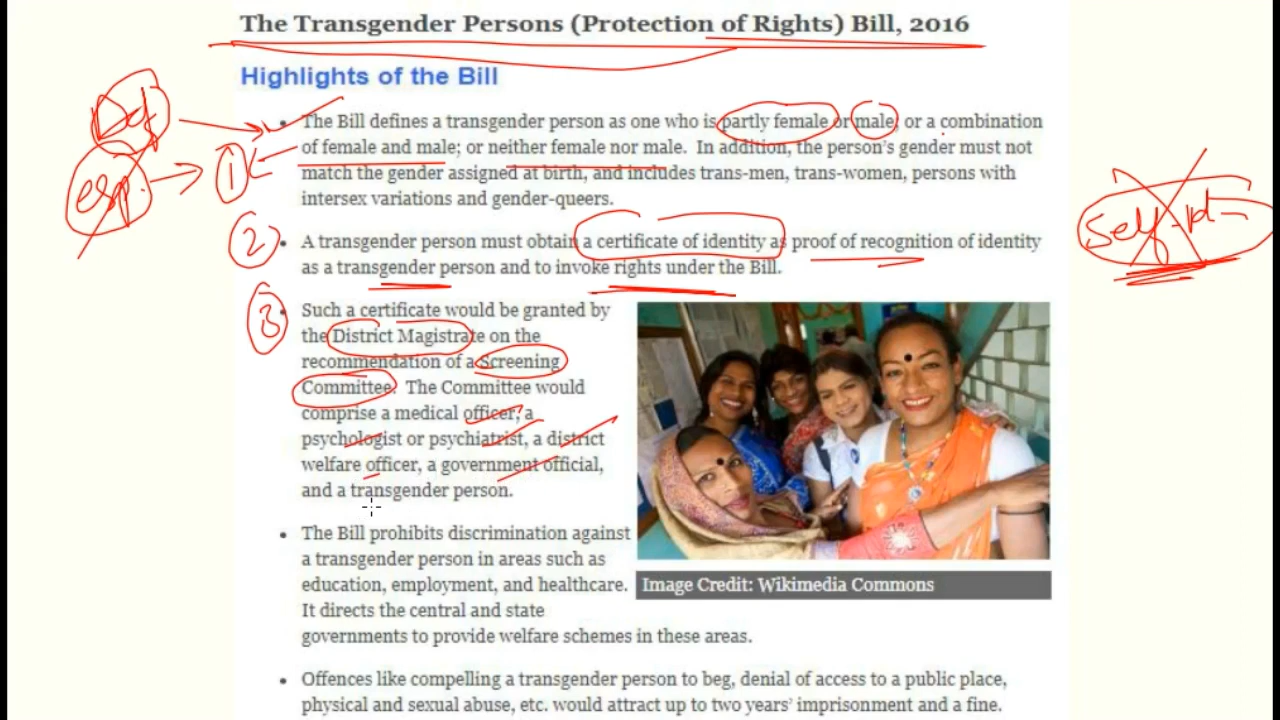 The Transgender Persons (Protection of Rights) Bill, 2016
Highlights of the Bill
Def
esp.
1
• The Bill defines a transgender person as one who is partly female or male; or a combination
of female and male; or neither female nor male. In addition, the person's gender must not
match the gender assigned at birth, and includes trans-men, trans-women, persons with
intersex variations and gender-queers.
Self
2
• A transgender person must obtain a certificate of identity as proof of recognition of identity
as a transgender person and to invoke rights under the Bill.
3
• Such a certificate would be granted by
the District Magistrate on the
recommendation of a Screening
Committee. The Committee would
comprise a medical officer, a
psychologist or psychiatrist, a district
welfare officer, a government official,
and a transgender person.
• The Bill prohibits discrimination against
a transgender person in areas such as
education, employment, and healthcare.
It directs the central and state
governments to provide welfare schemes in these areas.
Image Credit: Wikimedia Commons
• Offences like compelling a transgender person to beg, denial of access to a public place,
physical and sexual abuse, etc. would attract up to two years' imprisonment and a fine.